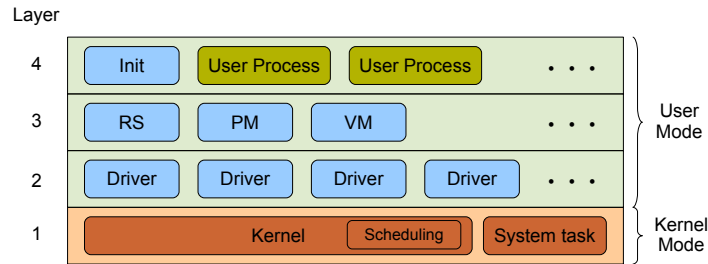 Layer
4
Init
User Process
User Process
. . .
3
RS
PM
VM
. . .
User
Mode
2
Driver
Driver
Driver
Driver
. . .
1
Kernel
Scheduling
System task
Kernel
Mode